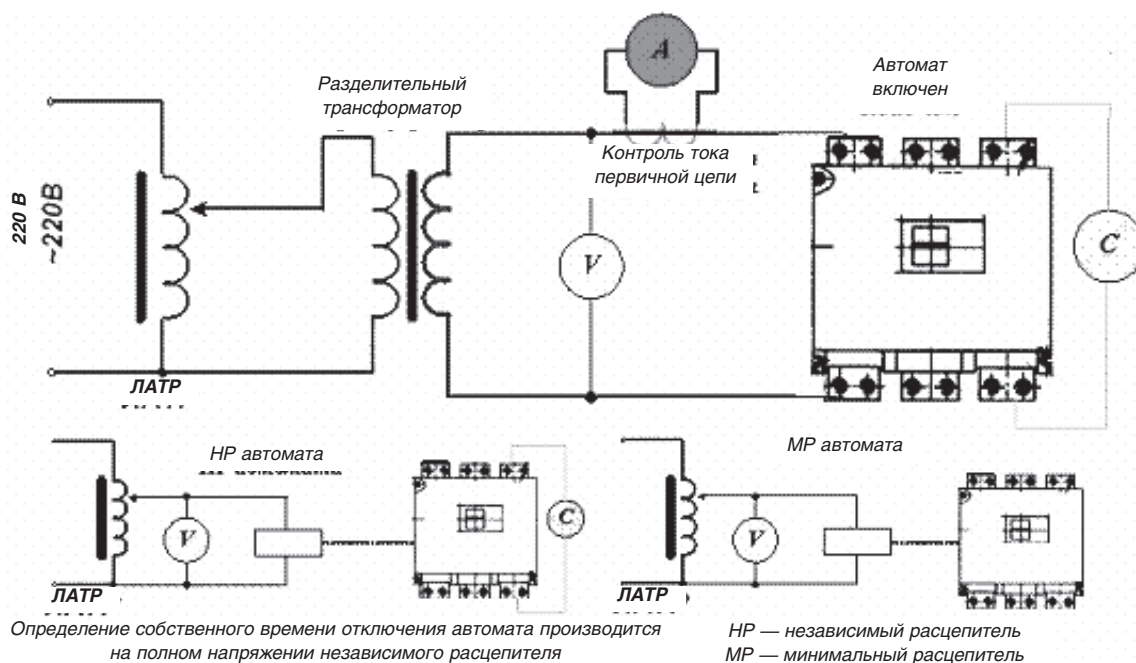 A
Разделительный
трансформатор
Автомат
включен
Контроль тока
первичной цепи
220 В
~220В
V
C
ЛАТР
НР автомата
МР автомата
V
C
V
ЛАТР
ЛАТР
Определение собственного времени отключения автомата производится
на полном напряжении независимого расцепителя
НР — независимый расцепитель
МР — минимальный расцепитель